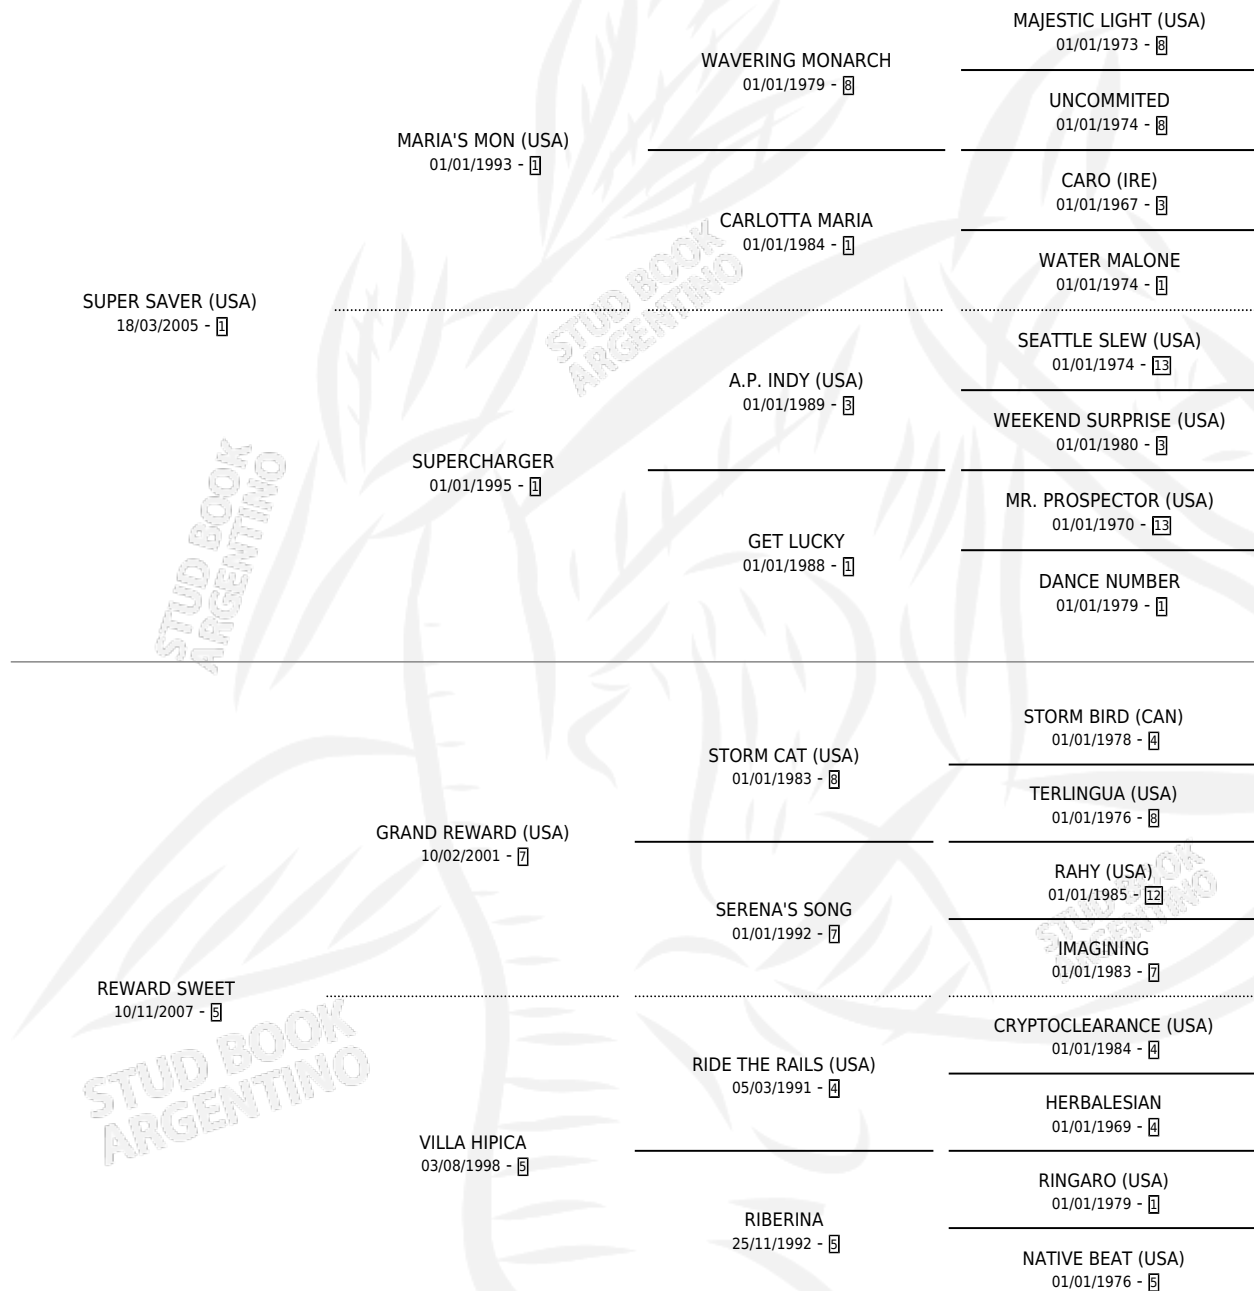 MAJESTIC LIGHT (USA)
01/01/1973 - 8
WAVERING MONARCH
01/01/1979 - 8
UNCOMMITED
01/01/1974 - 8
MARIA'S MON (USA)
01/01/1993 - 1
CARO (IRE)
01/01/1967 - 3
CARLOTTA MARIA
01/01/1984 - 1
WATER MALONE
01/01/1974 - 1
SUPER SAVER (USA)
18/03/2005 - 1
STUD BOOK
ARGENTINO
SEATTLE SLEW (USA)
01/01/1974 - 13
A.P. INDY (USA)
01/01/1989 - 3
WEEKEND SURPRISE (USA)
01/01/1980 - 3
SUPERCHARGER
01/01/1995 - 1
MR. PROSPECTOR (USA)
01/01/1970 - 13
GET LUCKY
01/01/1988 - 1
DANCE NUMBER
01/01/1979 - 1
STUD BOOK
ARGENTINO
STORM BIRD (CAN)
01/01/1978 - 4
STORM CAT (USA)
01/01/1983 - 8
TERLINGUA (USA)
01/01/1976 - 8
GRAND REWARD (USA)
10/02/2001 - 7
RAHY (USA)
01/01/1985 - 12
SERENA'S SONG
01/01/1992 - 7
IMAGINING
01/01/1983 - 7
STUD BOOK
ARGENTINO
REWARD SWEET
10/11/2007 - 5
CRYPTOCLEARANCE (USA)
01/01/1984 - 4
RIDE THE RAILS (USA)
05/03/1991 - 4
HERBALESIAN
01/01/1969 - 4
STUD BOOK
ARGENTINO
VILLA HIPICA
03/08/1998 - 5
RINGARO (USA)
01/01/1979 - 1
RIBERINA
25/11/1992 - 5
NATIVE BEAT (USA)
01/01/1976 - 5